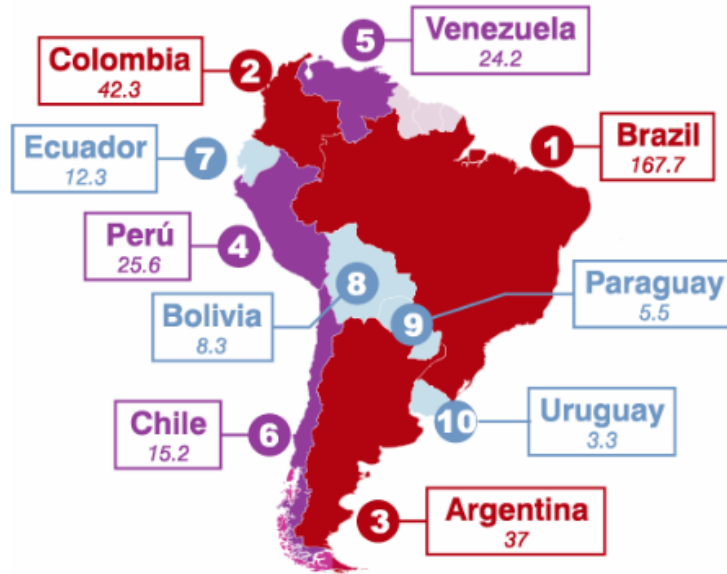 5
Venezuela
24.2
Colombia
42.3
2
Ecuador
12.3
7
1
Brazil
167.7
Perú
25.6
4
8
Bolivia
8.3
Paraguay
5.5
9
Chile
15.2
6
10
Uruguay
3.3
3
Argentina
37